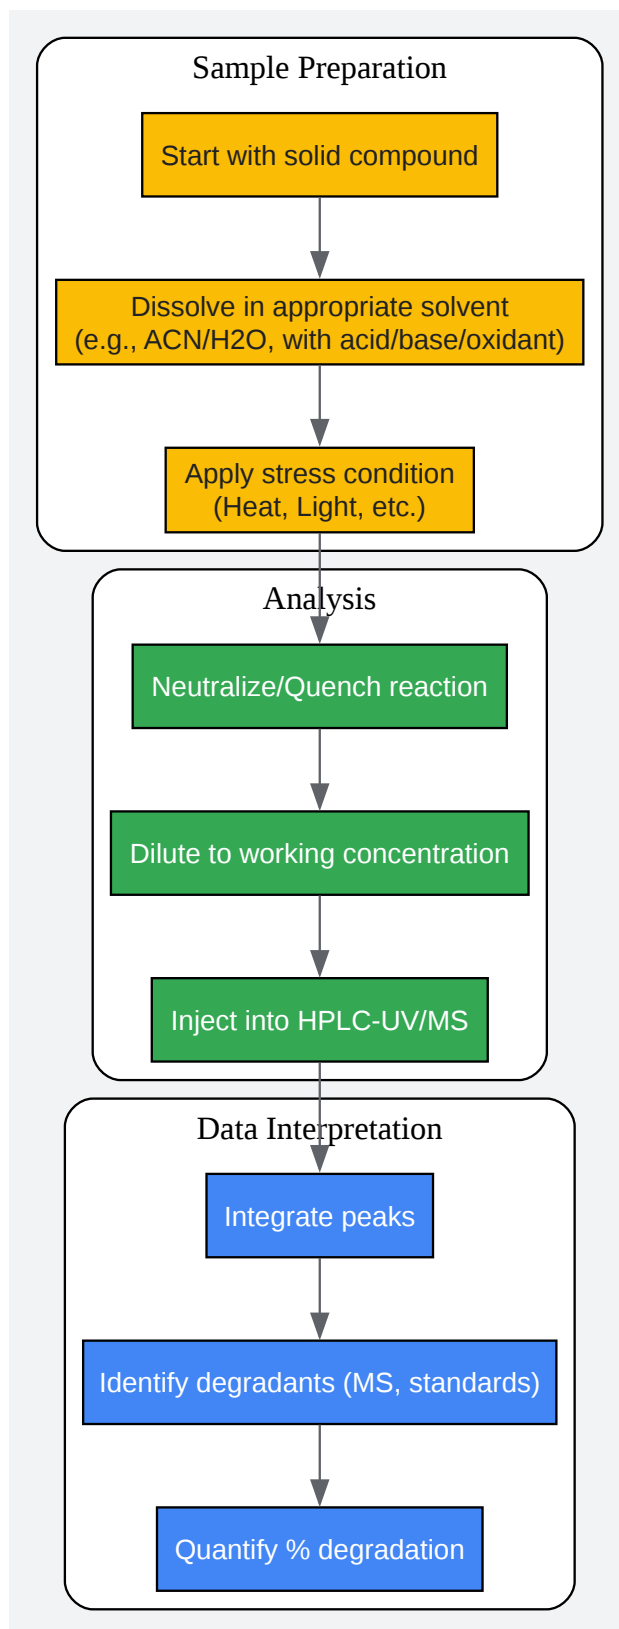 Sample Preparation
Start with solid compound
Dissolve in appropriate solvent
(e.g., ACN/H2O, with acid/base/oxidant)
Apply stress condition
(Heat, Light, etc.)
Analysis
Neutralize/Quench reaction
Dilute to working concentration
Inject into HPLC-UV/MS
Data Interpretation
Integrate peaks
Identify degradants (MS, standards)
Quantify % degradation